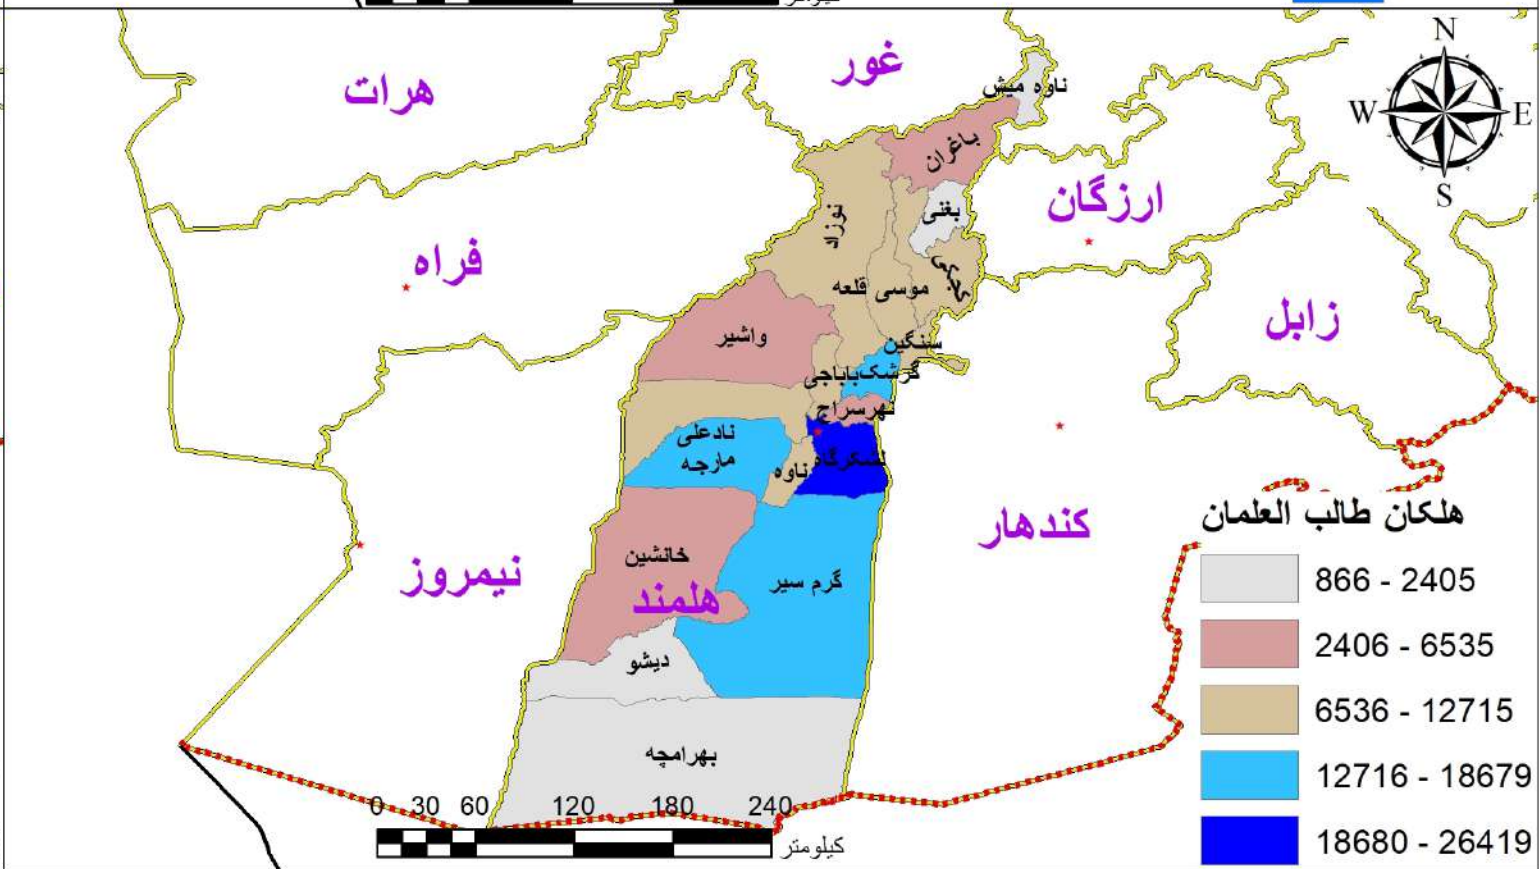 کیلومتر
N
W
E
S
هرات
غور
ناوه میش
باغران
ارزگان
بغنی
نوزاد
فراه
کجکی
موسی قلعه
زابل
واشیر
سنگین
گرشک
باباجی
نهرسراج
نادعلی
مارجه
لشکرگاه
ناوه
هلکان طالب العلمان
کندهار
خانشین
نیمروز
گرم سیر
هلمند
866 - 2405
2406 - 6535
دیشو
6536 - 12715
بهرامچه
12716 - 18679
0 30 60 120 180 240
کیلومتر
18680 - 26419